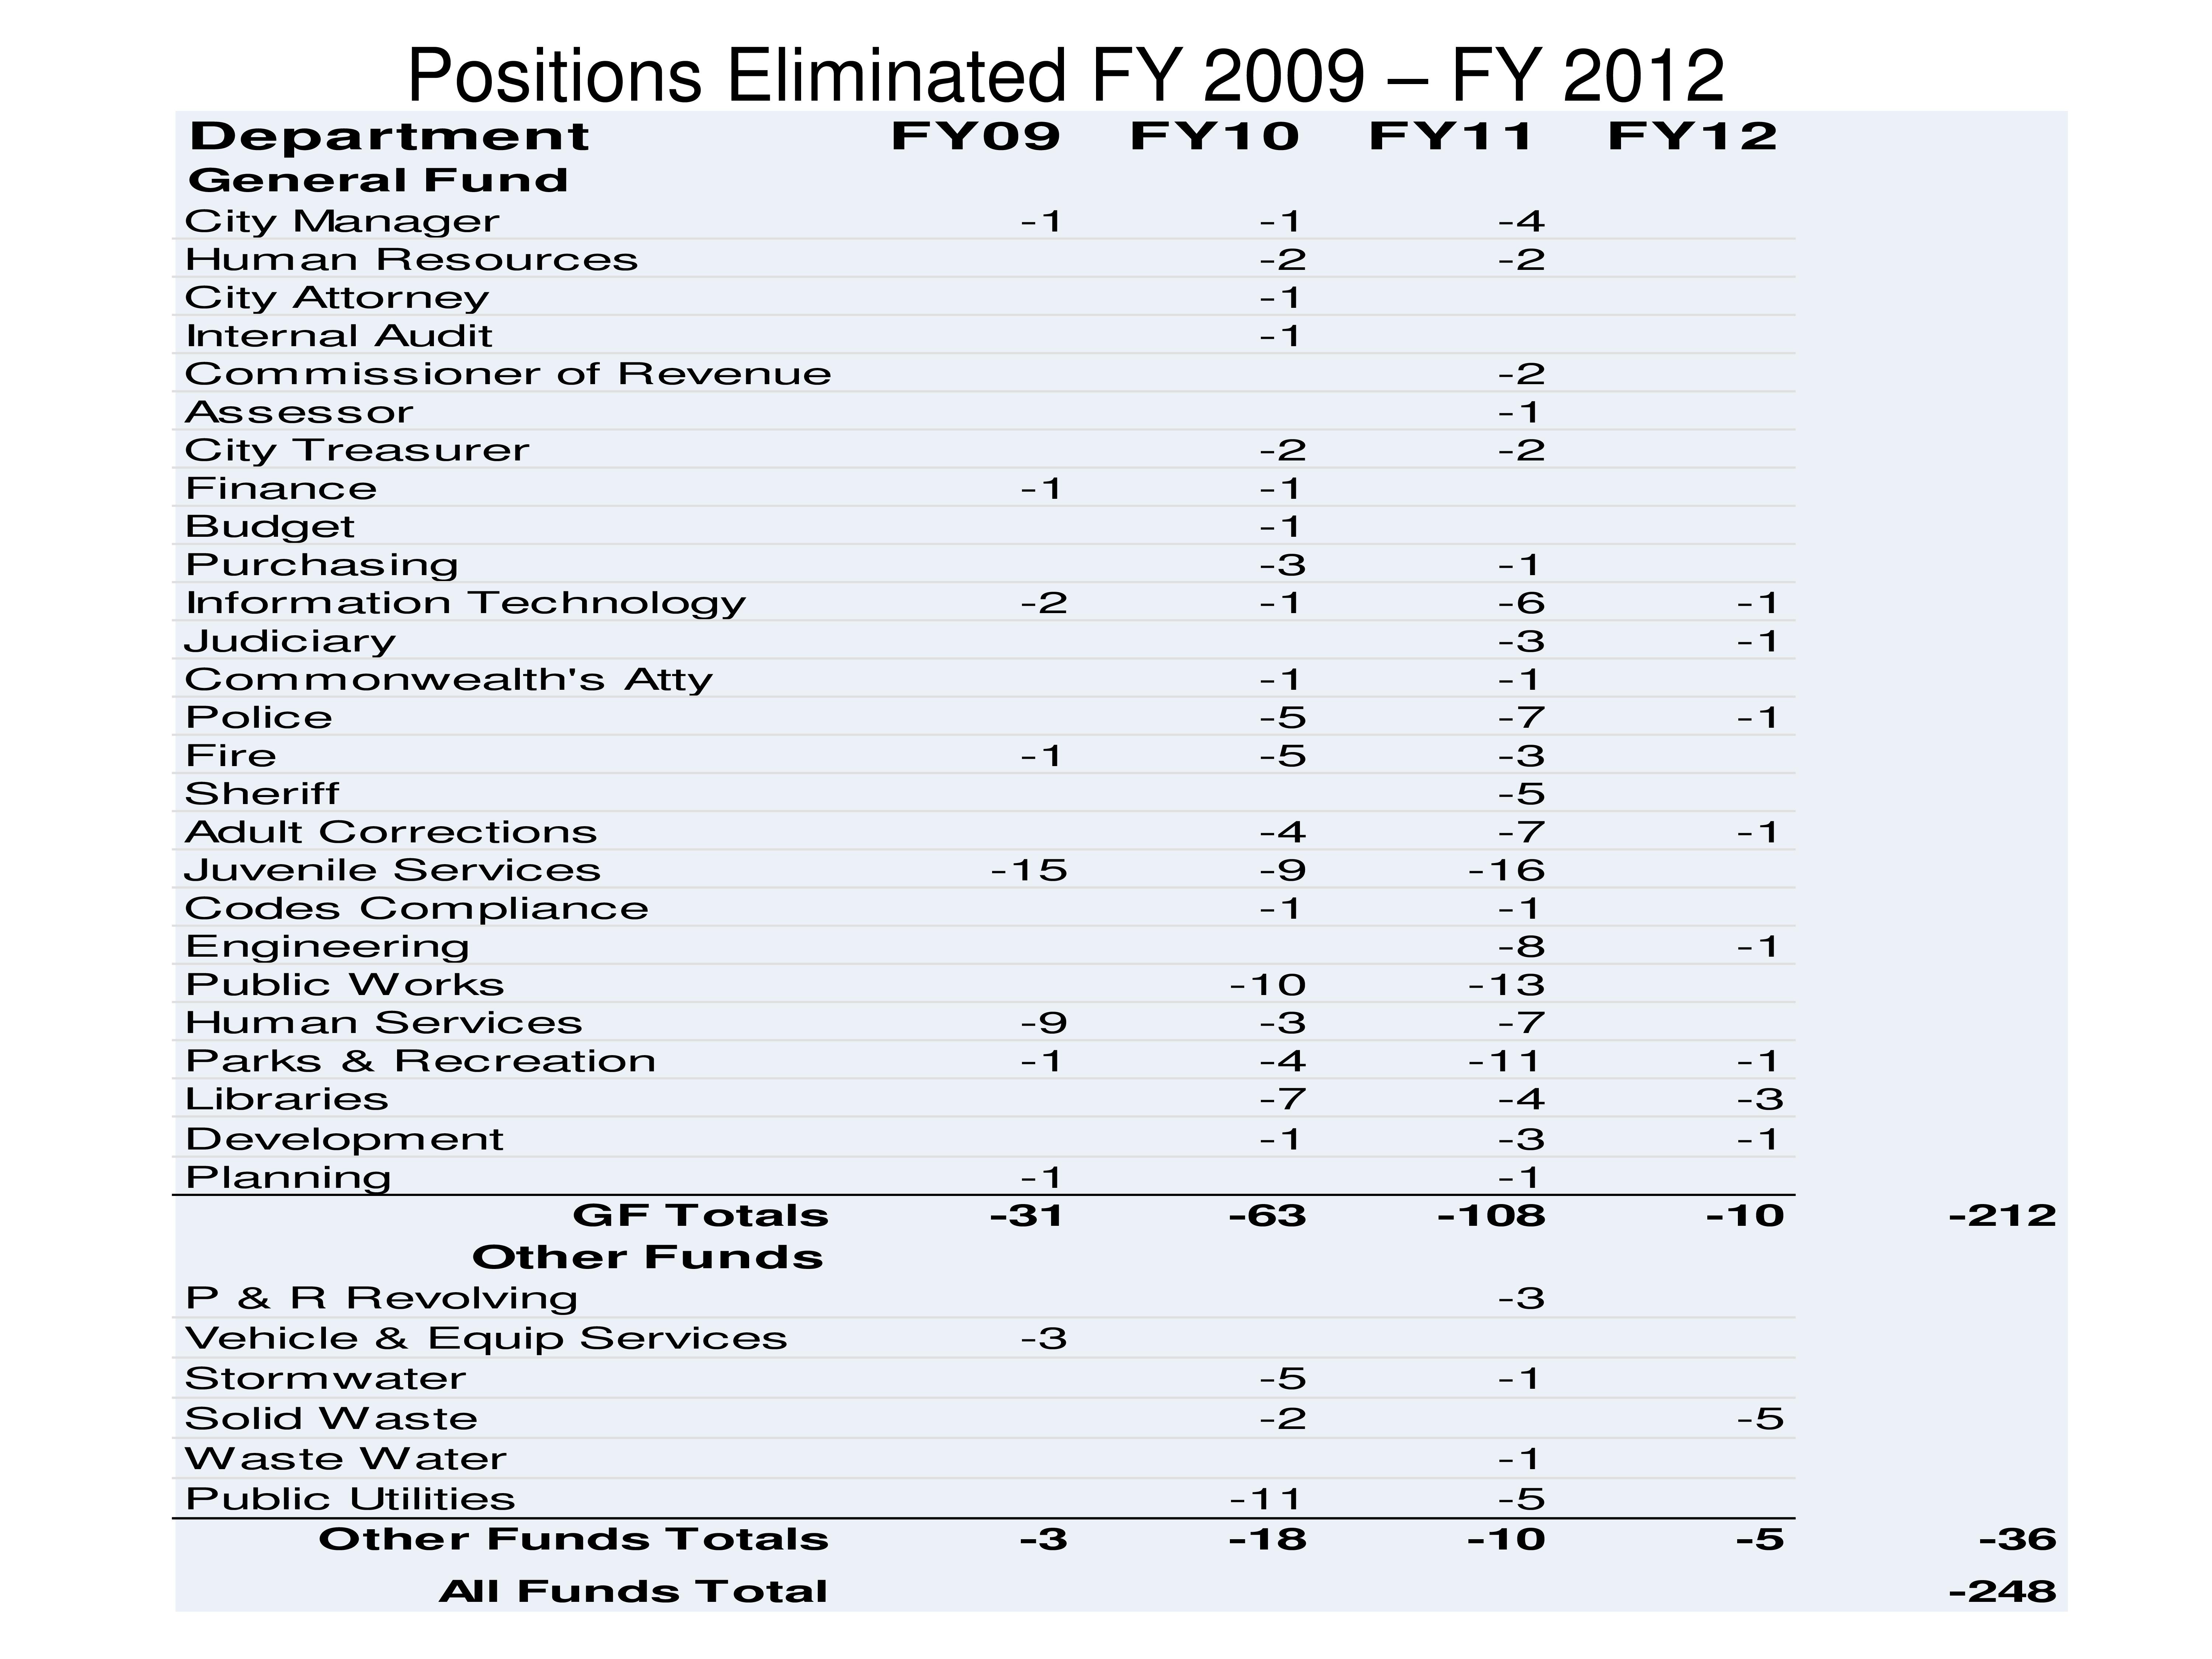 Positions Eliminated FY 2009 – FY 2012
Department FY09 FY10 FY11 FY12
General Fund
City Manager -1 -1 -4
Human Resources -2 -2
City Attorney -1
Internal Audit -1
Commissioner of Revenue -2
Assessor -1
City Treasurer -2 -2
Finance -1 -1
Budget -1
Purchasing -3 -1
Information Technology -2 -1 -6 -1
Judiciary -3 -1
Commonwealth's Atty -1 -1
Police -5 -7 -1
Fire -1 -5 -3
Sheriff -5
Adult Corrections -4 -7 -1
Juvenile Services -15 -9 -16
Codes Compliance -1 -1
Engineering -8 -1
Public Works -10 -13
Human Services -9 -3 -7
Parks & Recreation -1 -4 -11 -1
Libraries -7 -4 -3
Development -1 -3 -1
Planning -1 -1
GF Totals -31 -63 -108 -10 -212
Other Funds
P & R Revolving -3
Vehicle & Equip Services -3
Stormwater -5 -1
Solid Waste -2 -5
Waste Water -1
Public Utilities -11 -5
Other Funds Totals -3 -18 -10 -5 -36
All Funds Total -248